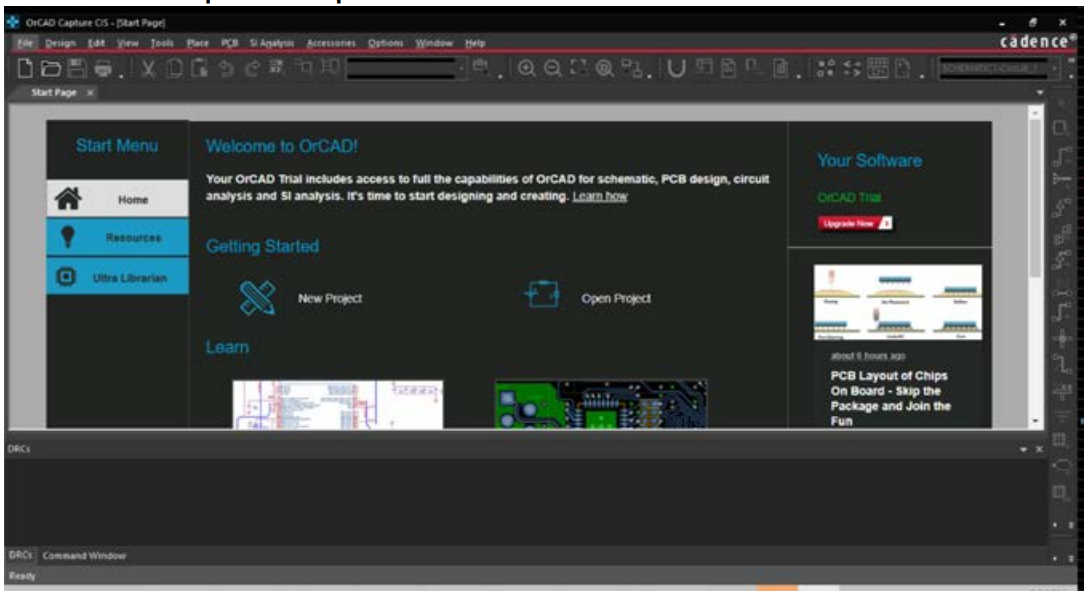 OrCAD Capture CIS - [Start Page]
File Design Edit View Tools Place PCB SI Analysis Accessories Options Window Help
cādence®
SCHEMATIC1-Circuit_1
Start Page
Start Menu
Home
Resources
Ultra Librarian
Welcome to OrCAD!
Your OrCAD Trial includes access to full the capabilities of OrCAD for schematic, PCB design, circuit
analysis and SI analysis. It's time to start designing and creating. Learn how
Getting Started
New Project
Open Project
Learn
Your Software
OrCAD Trial
Upgrade Now
about 6 hours ago
PCB Layout of Chips
On Board - Skip the
Package and Join the
Fun
DRCs
DRCs Command Window
Ready